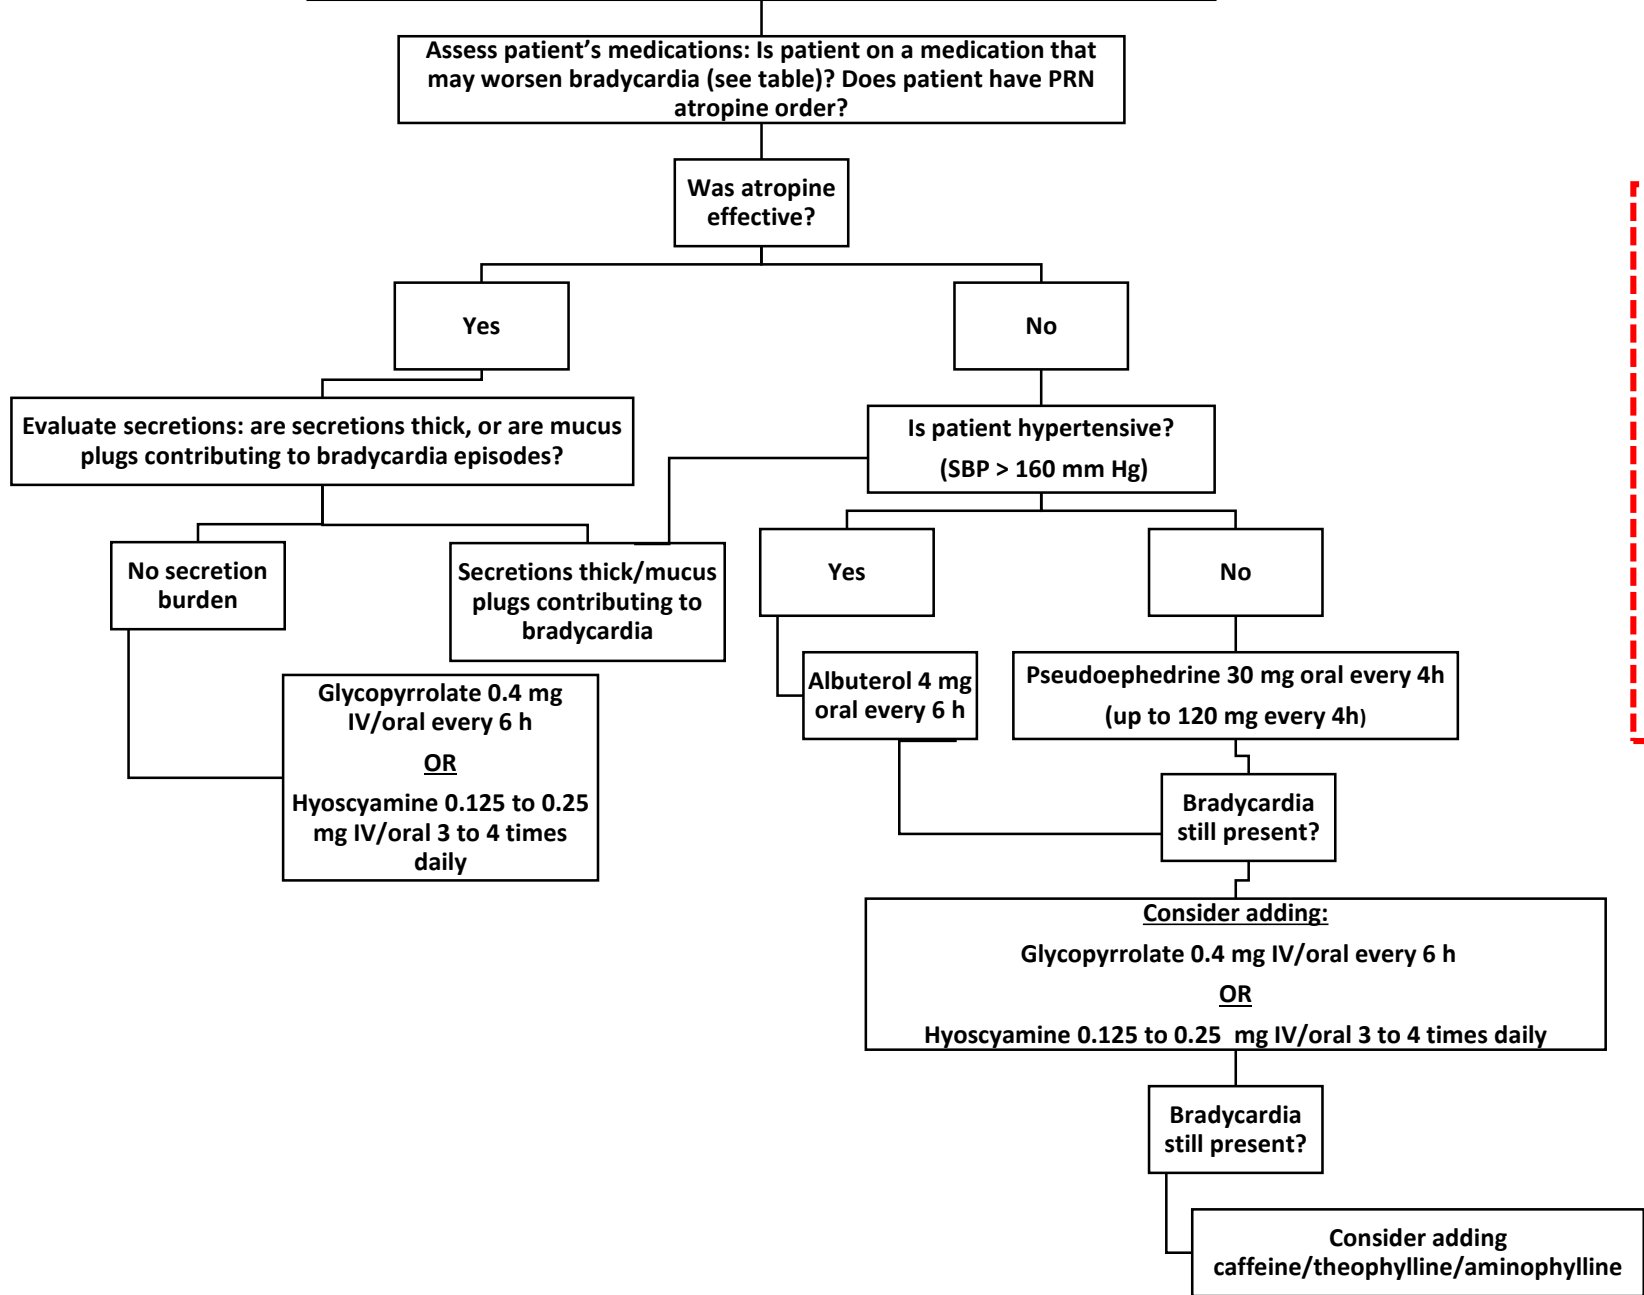 Assess patient's medications: Is patient on a medication that
may worsen bradycardia (see table)? Does patient have PRN
atropine order?
Was atropine
effective?
Yes
No
Evaluate secretions: are secretions thick, or are mucus
plugs contributing to bradycardia episodes?
Is patient hypertensive?
(SBP > 160 mm Hg)
No secretion
burden
Secretions thick/mucus
plugs contributing to
bradycardia
Yes
No
Glycopyrrolate 0.4 mg
IV/oral every 6 h
OR
Hyoscyamine 0.125 to 0.25
mg IV/oral 3 to 4 times
daily
Albuterol 4 mg
oral every 6 h
Pseudoephedrine 30 mg oral every 4h
(up to 120 mg every 4h)
Bradycardia
still present?
Consider adding:
Glycopyrrolate 0.4 mg IV/oral every 6 h
OR
Hyoscyamine 0.125 to 0.25 mg IV/oral 3 to 4 times daily
Bradycardia
still present?
Consider adding
caffeine/theophylline/aminophylline